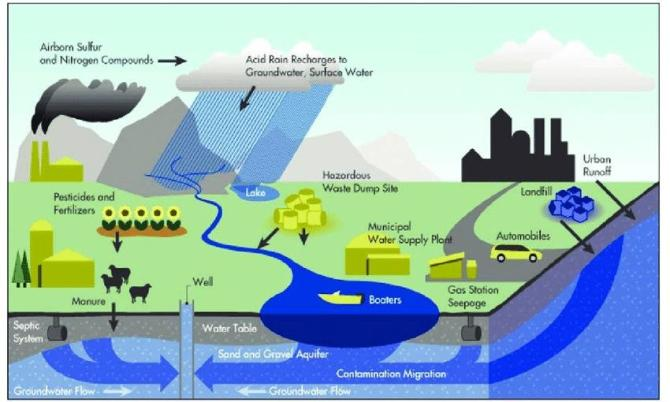 Airborn Sulfur
and Nitrogen Compounds
Acid Rain Recharges to
Groundwater, Surface Water
Urban
Runoff
Hazardous
Waste Dump Site
Lake
Landfill
Pesticides and
Fertilizers
Municipal
Water Supply Plant
Automobiles
Well
Gas Station
Seepage
Manure
Boaters
Septic
System
Water Table
Sand and Gravel Aquifer
Contamination Migration
Groundwater Flow
Groundwater Flow